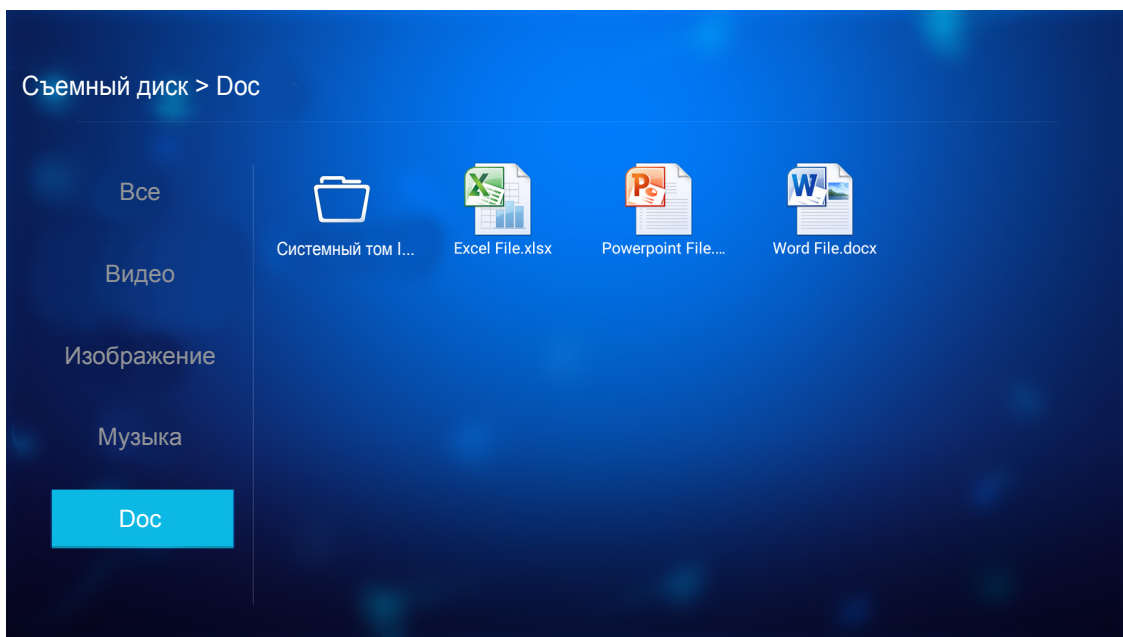 Съемный диск > Doc
Все
Видео
Изображение
Музыка
Doc
Системный том I...
Excel File.xlsx
Powerpoint File....
Word File.docx